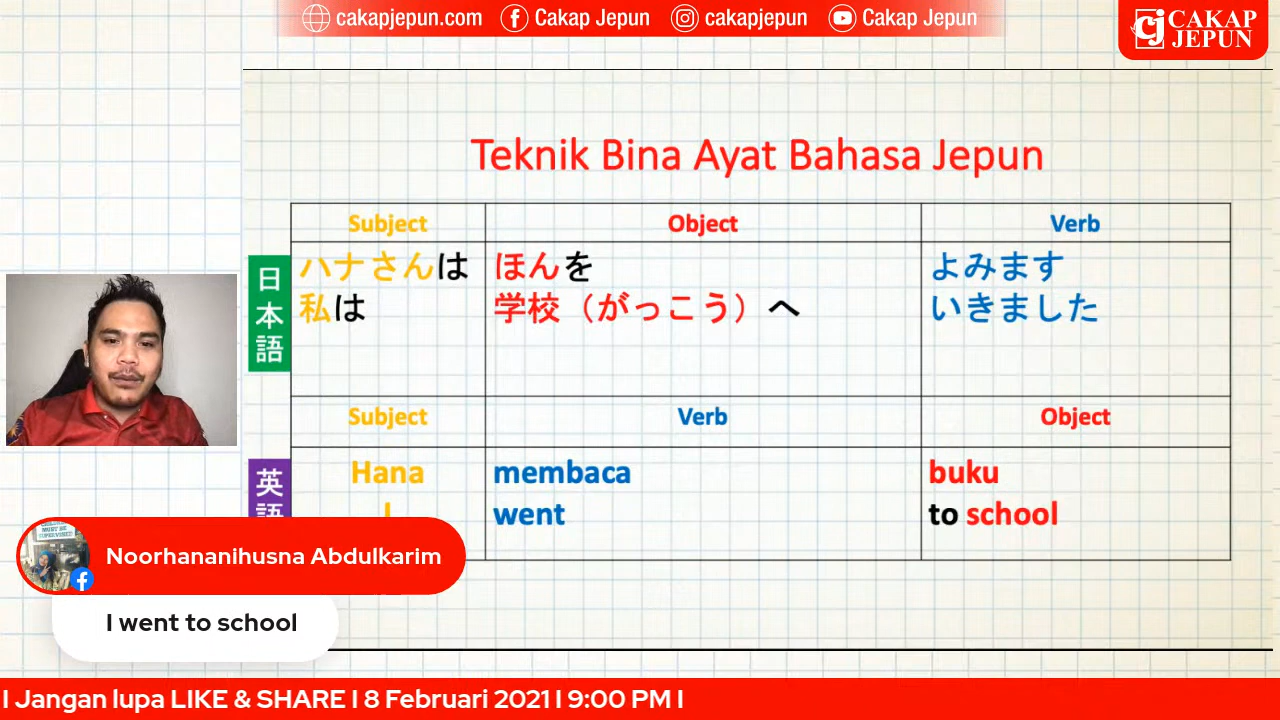 cakapjepun.com
Cakap Jepun
cakapjepun
Cakap Jepun
CJ CAKAP
JEPUN
Teknik Bina Ayat Bahasa Jepun
Subject Object Verb
日本語
ハナさんは ほんを よみます
私は 学校（がっこう）へ いきました
Subject Verb Object
英語
Hana membaca buku
I went to school
Noorhananihusna Abdulkarim
I went to school
I Jangan lupa LIKE & SHARE I 8 Februari 2021 I 9:00 PM I